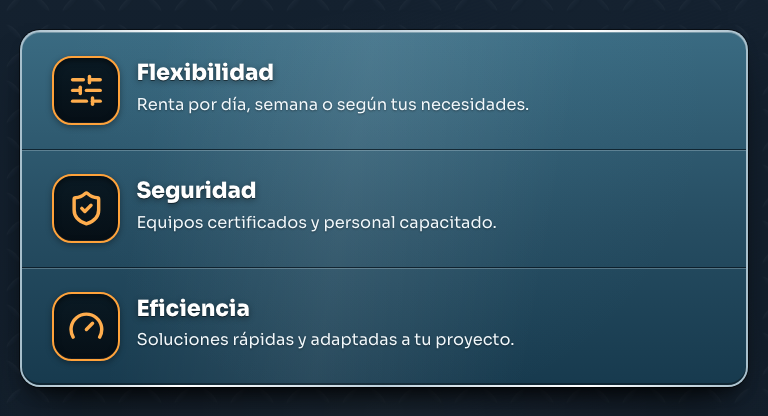 Flexibilidad
Renta por día, semana o según tus necesidades.
Seguridad
Equipos certificados y personal capacitado.
Eficiencia
Soluciones rápidas y adaptadas a tu proyecto.